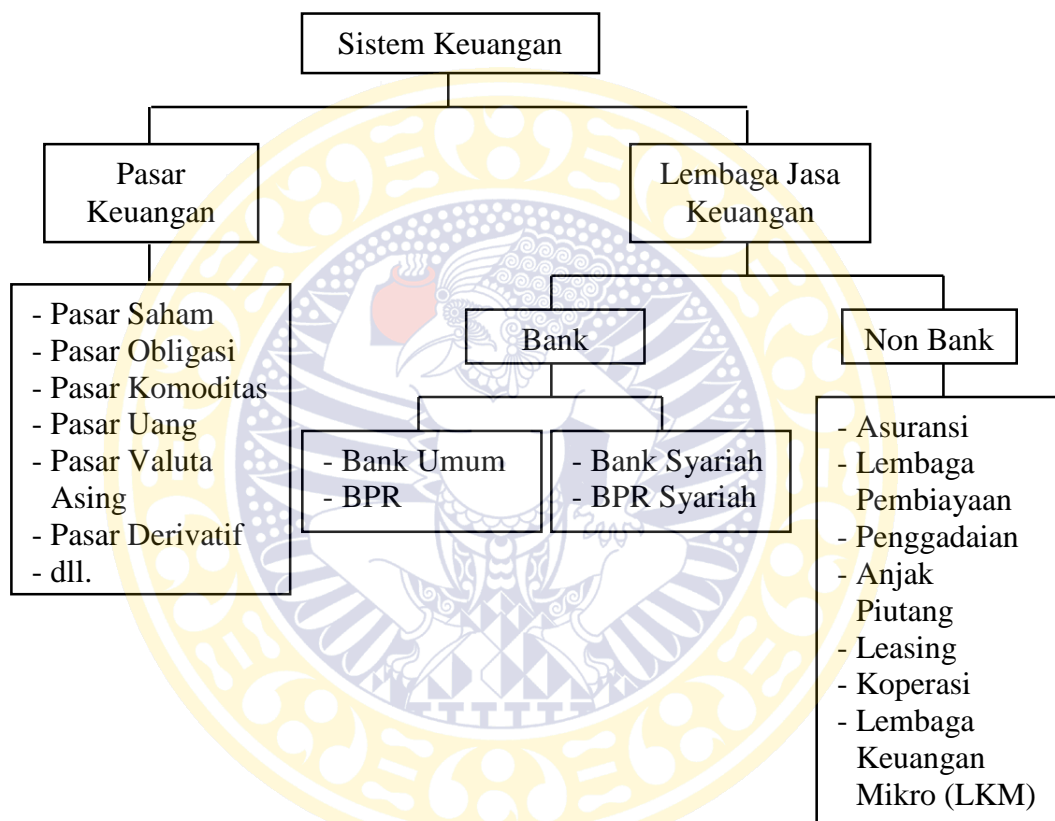 Sistem Keuangan
Pasar
Keuangan
Lembaga Jasa
Keuangan
- Pasar Saham
- Pasar Obligasi
- Pasar Komoditas
- Pasar Uang
- Pasar Valuta
Asing
- Pasar Derivatif
- dll.
Bank
Non Bank
- Bank Umum
- BPR
- Bank Syariah
- BPR Syariah
- Asuransi
- Lembaga
Pembiayaan
- Penggadaian
- Anjak
Piutang
- Leasing
- Koperasi
- Lembaga
Keuangan
Mikro (LKM)